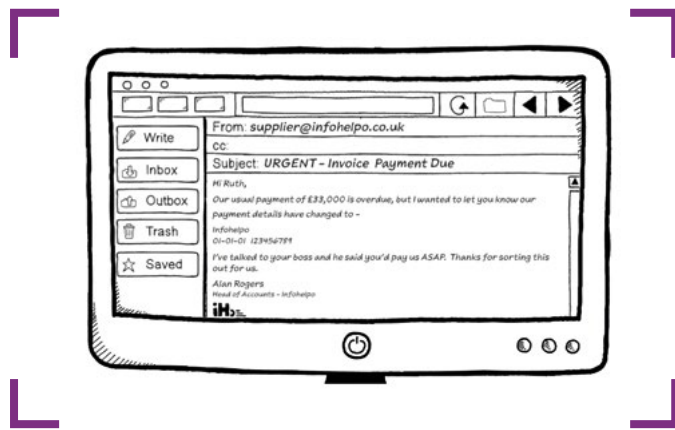 From: supplier@infohelpo.co.uk
cc:
Subject: URGENT - Invoice Payment Due
Write
Inbox
Outbox
Trash
Saved
Hi Ruth,
Our usual payment of £33,000 is overdue, but I wanted to let you know our
payment details have changed to -
Infohelpo
01-01-01 123456789
I've talked to your boss and he said you'd pay us ASAP. Thanks for sorting this
out for us.
Alan Rogers
Head of Accounts - Infohelpo
iH